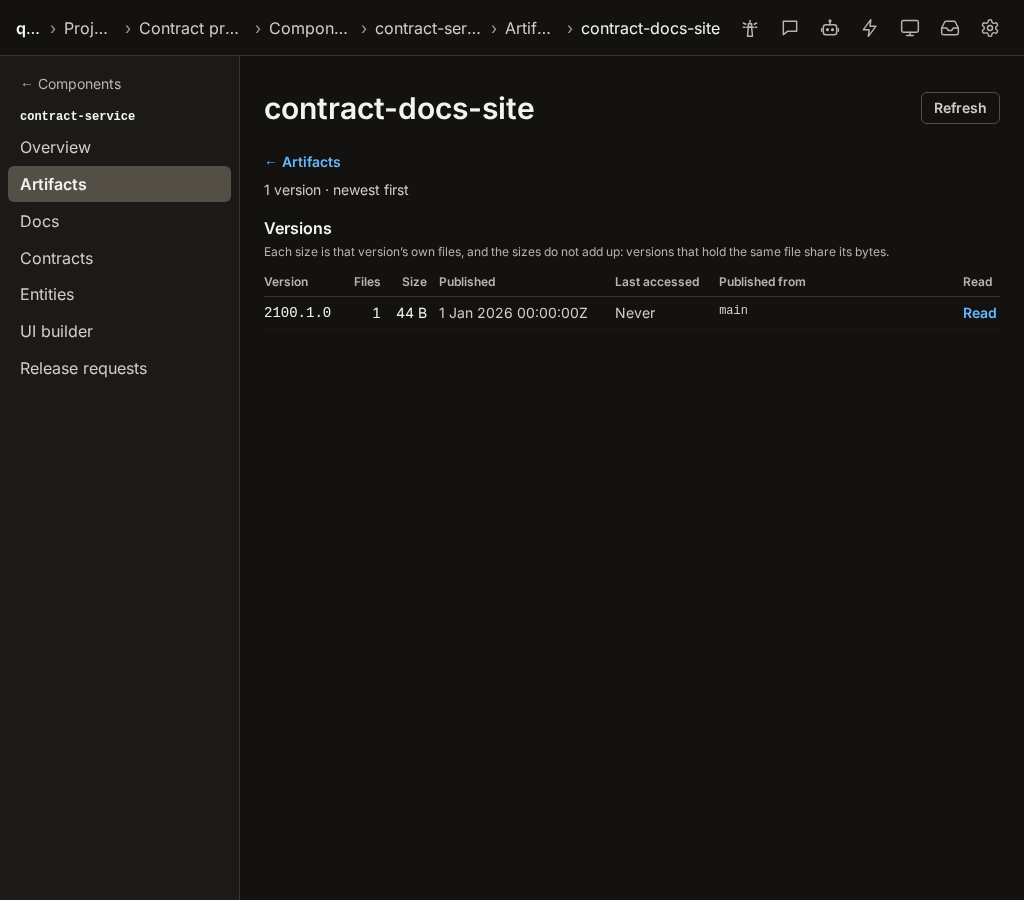 q... › Proj... › Contract pr... › Compon... › contract-ser... › Artif... › contract-docs-site
← Components
contract-service
Overview
Artifacts
Docs
Contracts
Entities
UI builder
Release requests
contract-docs-site
Refresh
← Artifacts
1 version · newest first
Versions
Each size is that version’s own files, and the sizes do not add up: versions that hold the same file share its bytes.
Version Files Size Published Last accessed Published from Read
2100.1.0 1 44 B 1 Jan 2026 00:00:00Z Never main Read